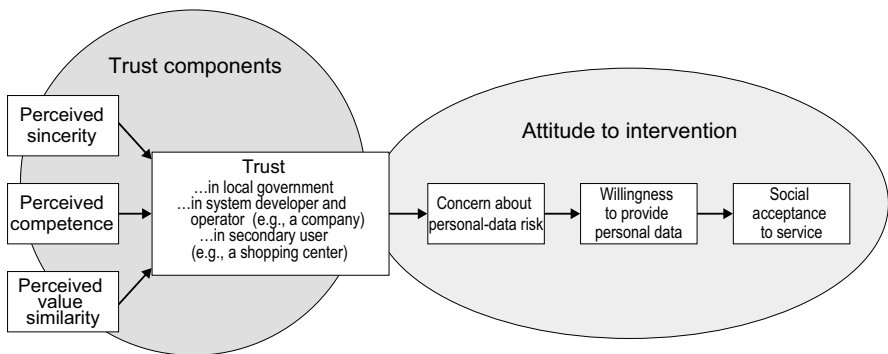 Trust components
Perceived
sincerity
Perceived
competence
Perceived
value
similarity
Trust
…in local government
…in system developer and
operator (e.g., a company)
…in secondary user
(e.g., a shopping center)
Attitude to intervention
Concern about
personal-data risk
Willingness
to provide
personal data
Social
acceptance
to service